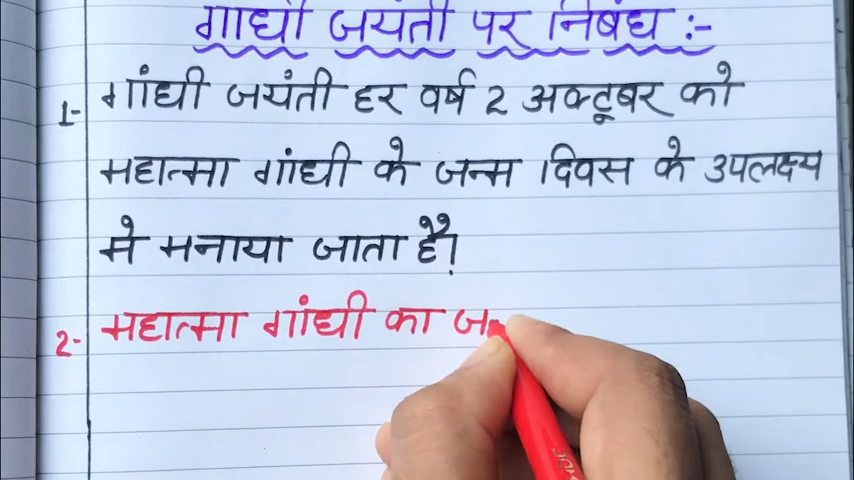 गाधी जयंती पर निबंध :-
1- गांधी जयंती हर वर्ष 2 अक्टूबर को
महात्मा गांधी के जन्म दिवस के उपलक्ष्य
मे मनाया जाता है।
2- महात्मा गांधी का